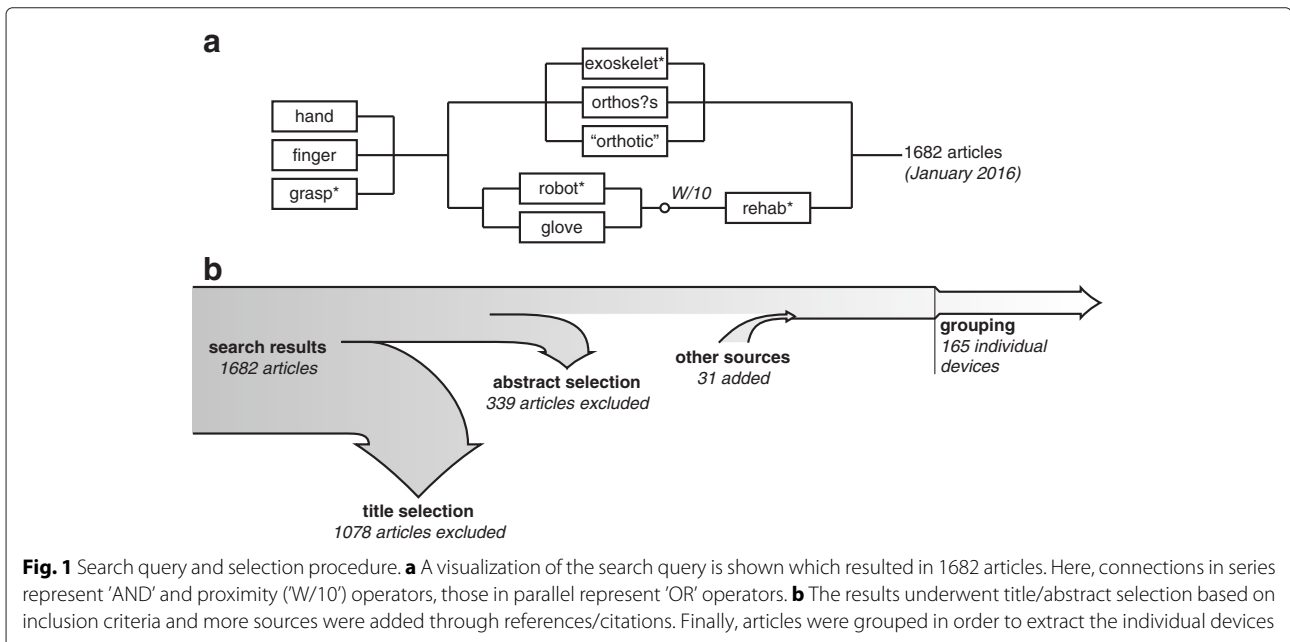 a
exoskelet*
orthos?s
"orthotic"
hand
finger
grasp*
robot*
glove
W/10
rehab*
1682 articles
(January 2016)
b
search results
1682 articles
abstract selection
339 articles excluded
other sources
31 added
grouping
165 individual
devices
title selection
1078 articles excluded
Fig. 1 Search query and selection procedure. a A visualization of the search query is shown which resulted in 1682 articles. Here, connections in series
represent 'AND' and proximity ('W/10') operators, those in parallel represent 'OR' operators. b The results underwent title/abstract selection based on
inclusion criteria and more sources were added through references/citations. Finally, articles were grouped in order to extract the individual devices